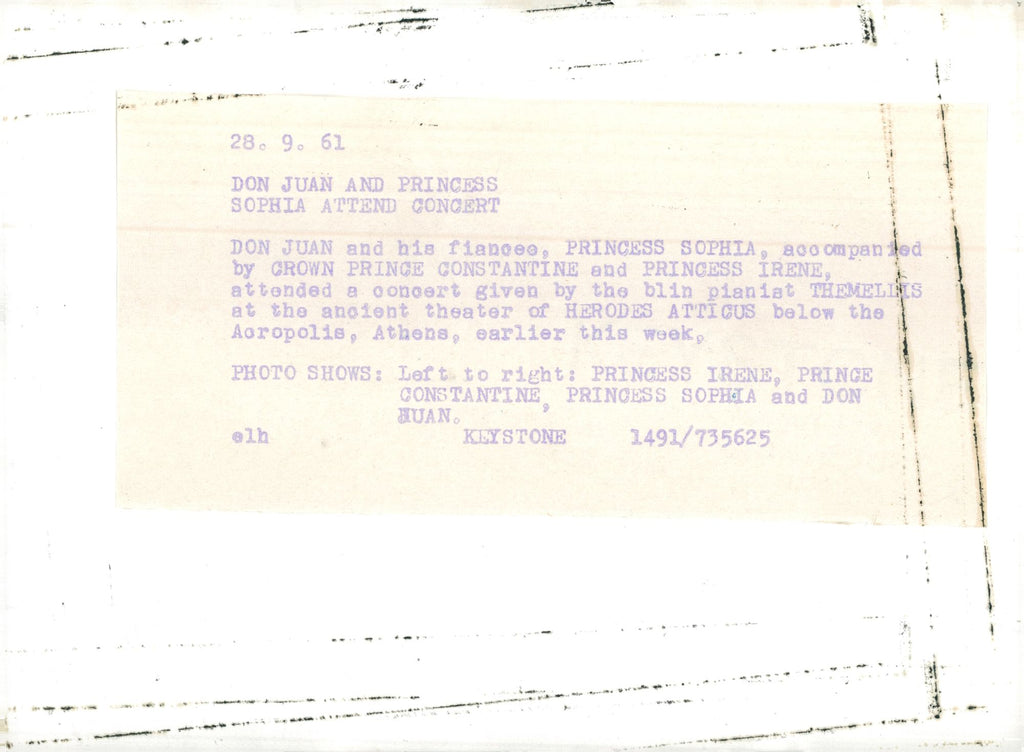 28. 9. 61
DON JUAN AND PRINCESS
SOPHIA ATTEND CONCERT
DON JUAN and his fiancee, PRINCESS SOPHIA, accompanied
by CROWN PRINCE CONSTANTINE and PRINCESS IRENE,
attended a concert given by the blin pianist THEMELLIS
at the ancient theater of HERODES ATTICUS below the
Acropolis, Athens, earlier this week,
PHOTO SHOWS: Left to right: PRINCESS IRENE, PRINCE
CONSTANTINE, PRINCESS SOPHIA and DON
JUAN.
elh KEYSTONE 1491/735625